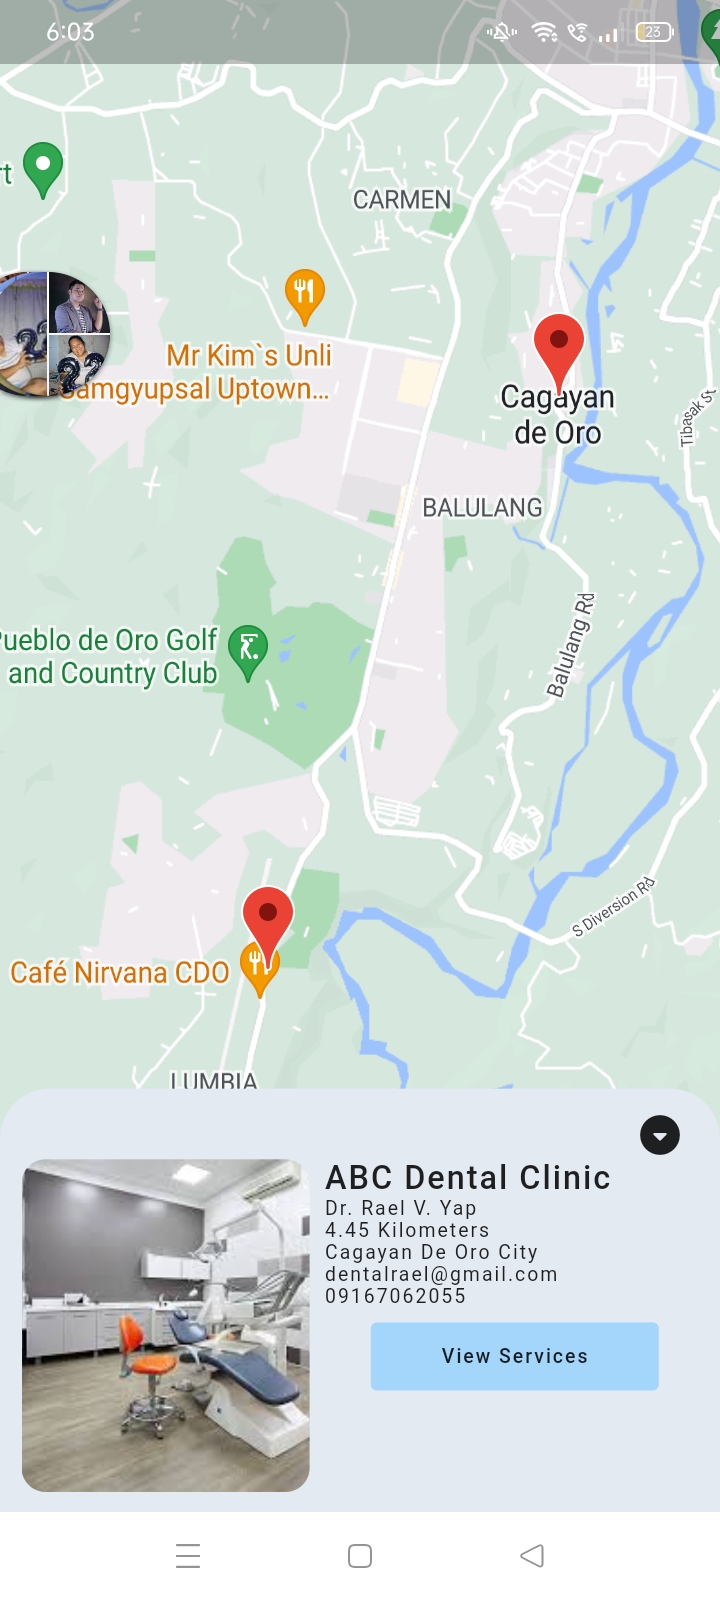 6:03
23
rt
CARMEN
Mr Kim`s Unli
Samgyupsal Uptown...
Cagayan
de Oro
Tibasak St
BALULANG
Balulang Rd
Pueblo de Oro Golf
and Country Club
S Diversion Rd
Café Nirvana CDO
LUMBIA
ABC Dental Clinic
Dr. Rael V. Yap
4.45 Kilometers
Cagayan De Oro City
dentalrael@gmail.com
09167062055
View Services